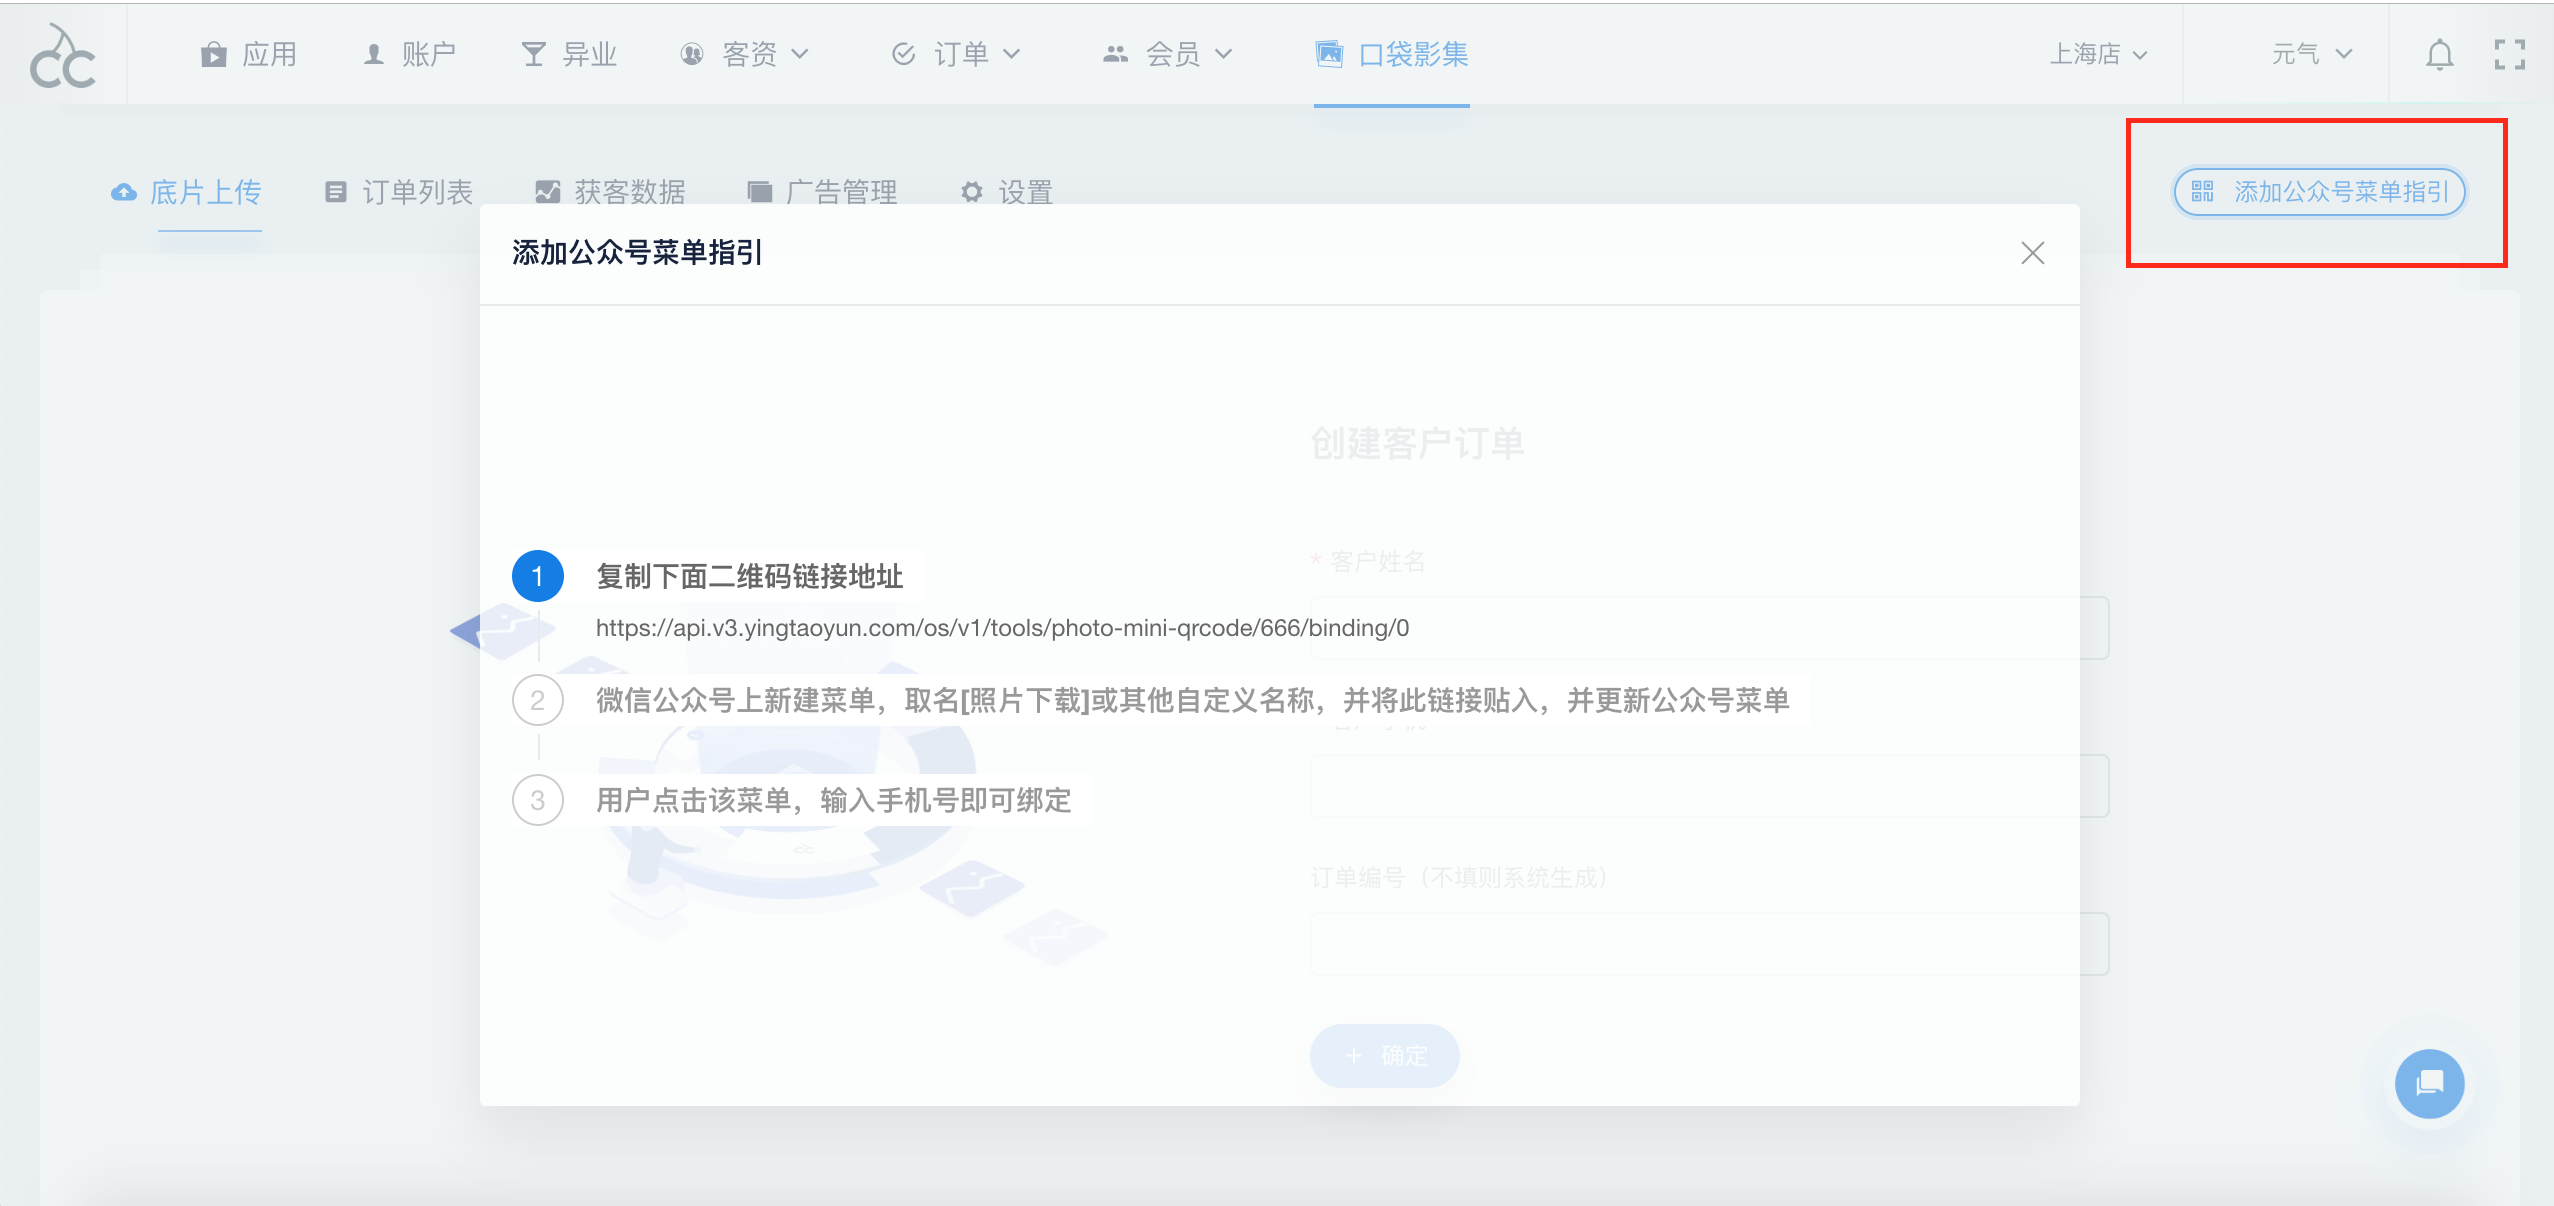 应用
账户
异业
客资
订单
会员
口袋影集
上海店
元气
底片上传
订单列表
获客数据
广告管理
设置
添加公众号菜单指引
添加公众号菜单指引
创建客户订单
* 客户姓名
1 复制下面二维码链接地址
https://api.v3.yingtaoyun.com/os/v1/tools/photo-mini-qrcode/666/binding/0
2 微信公众号上新建菜单，取名[照片下载]或其他自定义名称，并将此链接贴入，并更新公众号菜单
3 用户点击该菜单，输入手机号即可绑定
订单编号（不填则系统生成）
+ 确定